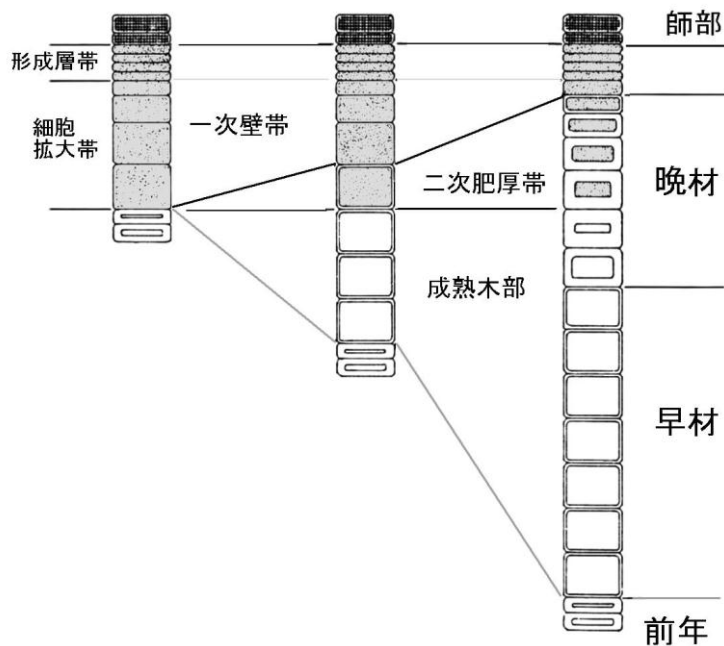 師部
形成層帯
一次壁帯
細胞
拡大帯
二次肥厚帯
晩材
成熟木部
早材
前年